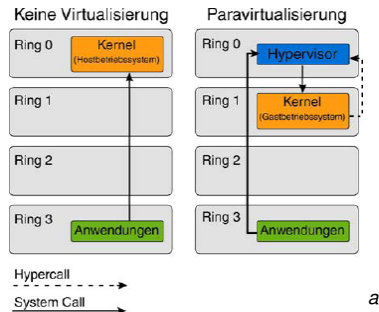 Keine Virtualisierung
Paravirtualisierung
Ring 0
Kernel
(Hostbetriebssystem)
Ring 1
Ring 2
Ring 3
Anwendungen
Ring 0
Hypervisor
Ring 1
Kernel
(Gastbetriebssystem)
Ring 2
Ring 3
Anwendungen
Hypercall
System Call
a